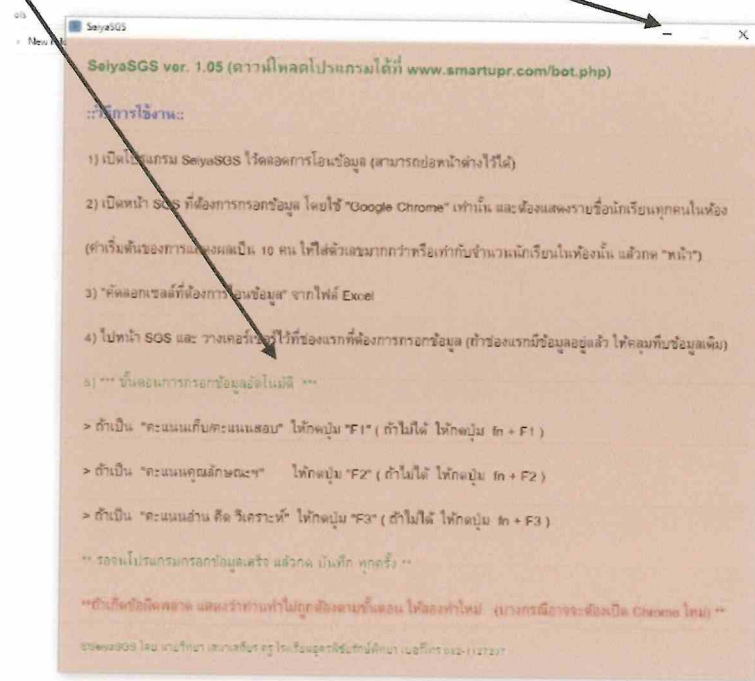 ols
SeiyaSGS
SeiyaSGS ver. 1.05 (ดาวน์โหลดโปรแกรมได้ที่ www.smartupr.com/bot.php)
::วิธีการใช้งาน::
1) เปิดโปรแกรม SeiyaSGS ไว้ตลอดการโอนข้อมูล (สามารถย่อหน้าต่างไว้ได้)
2) เปิดหน้า SGS ที่ต้องการกรอกข้อมูล โดยใช้ "Google Chrome" เท่านั้น และต้องแสดงรายชื่อนักเรียนทุกคนในห้อง
(ค่าเริ่มต้นของการแสดงผลเป็น 10 คน ให้ใส่ตัวเลขมากกว่าหรือเท่ากับจำนวนนักเรียนในห้องนั้น แล้วกด "หน้า")
3) "คัดลอกเซลล์ที่ต้องการโอนข้อมูล" จากไฟล์ Excel
4) ไปหน้า SGS และ วางเคอร์เซอร์ไว้ที่ช่องแรกที่ต้องการกรอกข้อมูล (ถ้าช่องแรกมีข้อมูลอยู่แล้ว ให้คลุมทับข้อมูลเดิม)
5) *** ขั้นตอนการกรอกข้อมูลอัตโนมัติ ***
> ถ้าเป็น "คะแนนเก็บ/คะแนนสอบ" ให้กดปุ่ม "F1" ( ถ้าไม่ได้ ให้กดปุ่ม fn + F1 )
> ถ้าเป็น "คะแนนคุณลักษณะฯ" ให้กดปุ่ม "F2" ( ถ้าไม่ได้ ให้กดปุ่ม fn + F2 )
> ถ้าเป็น "คะแนนอ่าน คิด วิเคราะห์" ให้กดปุ่ม "F3" ( ถ้าไม่ได้ ให้กดปุ่ม fn + F3 )
** รอจนโปรแกรมกรอกข้อมูลเสร็จ แล้วกด บันทึก ทุกครั้ง **
**ถ้าเกิดข้อผิดพลาด แสดงว่าท่านทำไม่ถูกต้องตามขั้นตอน ให้ลองทำใหม่ (บางกรณีอาจจะต้องเปิด Chrome ใหม่) **
SeiyaSGS โดย